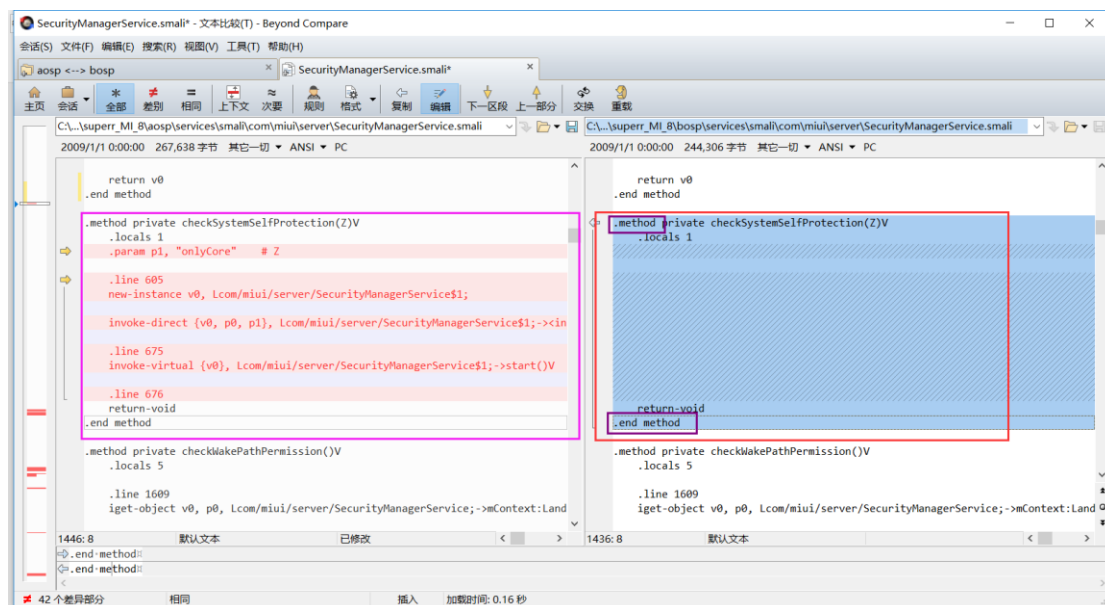 SecurityManagerService.smali* - 文本比较(T) - Beyond Compare
会话(S) 文件(F) 编辑(E) 搜索(R) 视图(V) 工具(T) 帮助(H)
aosp <--> bosp
SecurityManagerService.smali*
主页 会话 全部 差别 相同 上下文 次要 规则 格式 复制 编辑 下一区段 上一部分 交换 重载
C:\...\superr_MI_8\aosp\services\smali\com\miui\server\SecurityManagerService.smali
2009/1/1 0:00:00 267,638 字节 其它一切 ▼ ANSI ▼ PC
return v0
.end method
.method private checkSystemSelfProtection(Z)V
.locals 1
.param p1, "onlyCore" # Z
.line 605
new-instance v0, Lcom/miui/server/SecurityManagerService$1;
invoke-direct {v0, p0, p1}, Lcom/miui/server/SecurityManagerService$1;-><in
.line 675
invoke-virtual {v0}, Lcom/miui/server/SecurityManagerService$1;->start()V
.line 676
return-void
.end method
.method private checkWakePathPermission()V
.locals 5
.line 1609
iget-object v0, p0, Lcom/miui/server/SecurityManagerService;->mContext:Land
1446: 8 默认文本 已修改
C:\...\superr_MI_8\bosp\services\smali\com\miui\server\SecurityManagerService.smali
2009/1/1 0:00:00 244,306 字节 其它一切 ▼ ANSI ▼ PC
return v0
.end method
.method private checkSystemSelfProtection(Z)V
.locals 1
return-void
.end method
.method private checkWakePathPermission()V
.locals 5
.line 1609
iget-object v0, p0, Lcom/miui/server/SecurityManagerService;->mContext:Land
1436: 8 默认文本
.end·method¤
.end·method¤
42 个差异部分 相同 插入 加载时间: 0.16 秒